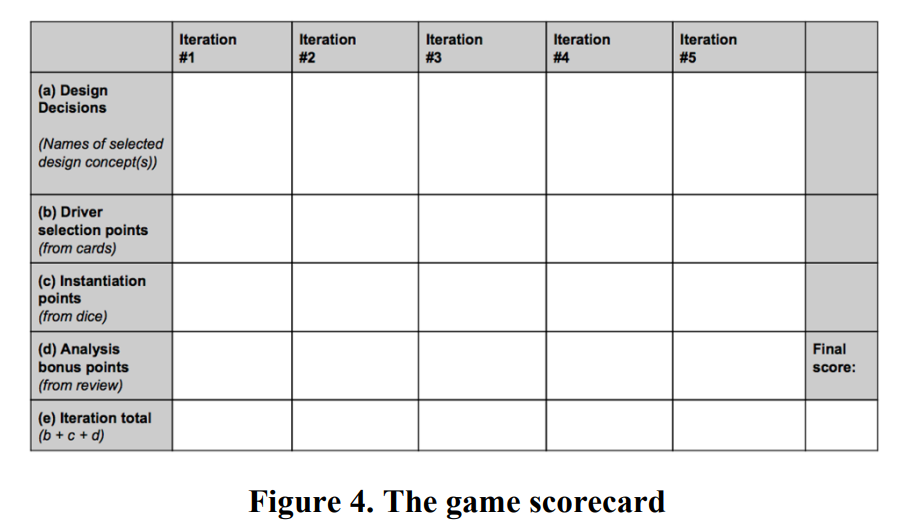 Iteration #1
Iteration #2
Iteration #3
Iteration #4
Iteration #5
(a) Design
Decisions
(Names of selected
design concept(s))
(b) Driver
selection points
(from cards)
(c) Instantiation
points
(from dice)
(d) Analysis
bonus points
(from review)
Final
score:
(e) Iteration total
(b + c + d)
Figure 4. The game scorecard